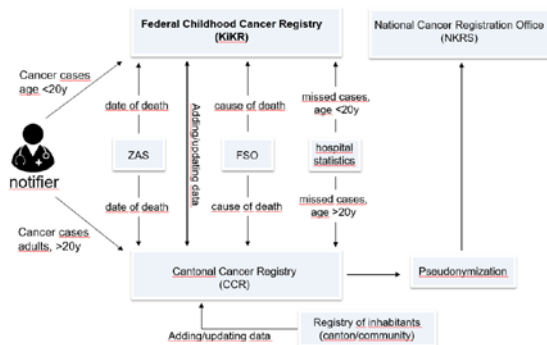 Federal Childhood Cancer Registry
(KiKR)
National Cancer Registration Office
(NKRS)
Cancer cases
age <20y
date of death
Adding/updating data
cause of death
missed cases,
age <20y
notifier
ZAS
FSO
hospital
statistics
date of death
cause of death
missed cases,
age >20y
Cancer cases
adults, >20y
Cantonal Cancer Registry
(CCR)
Pseudonymization
Adding/updating data
Registry of inhabitants
(canton/community)